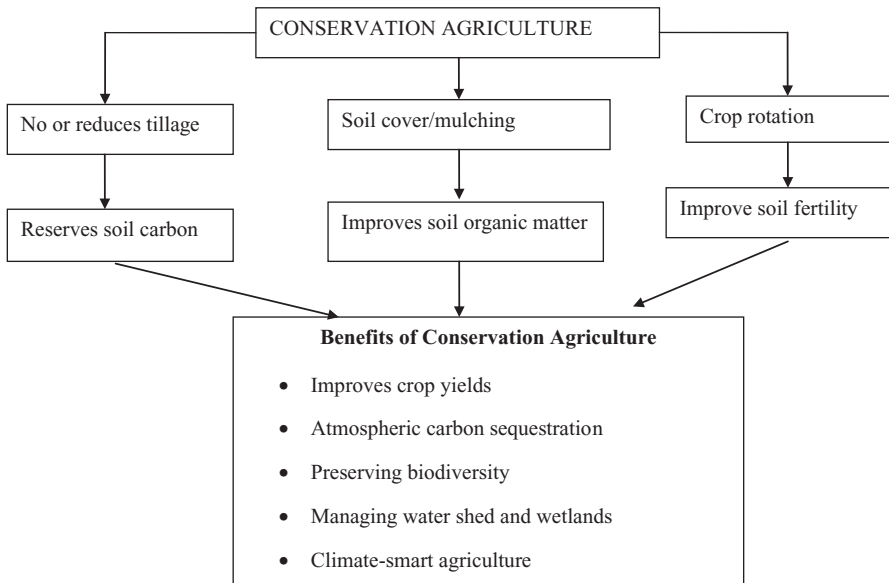 CONSERVATION AGRICULTURE
No or reduces tillage
Soil cover/mulching
Crop rotation
Reserves soil carbon
Improves soil organic matter
Improve soil fertility
Benefits of Conservation Agriculture
• Improves crop yields
• Atmospheric carbon sequestration
• Preserving biodiversity
• Managing water shed and wetlands
• Climate-smart agriculture